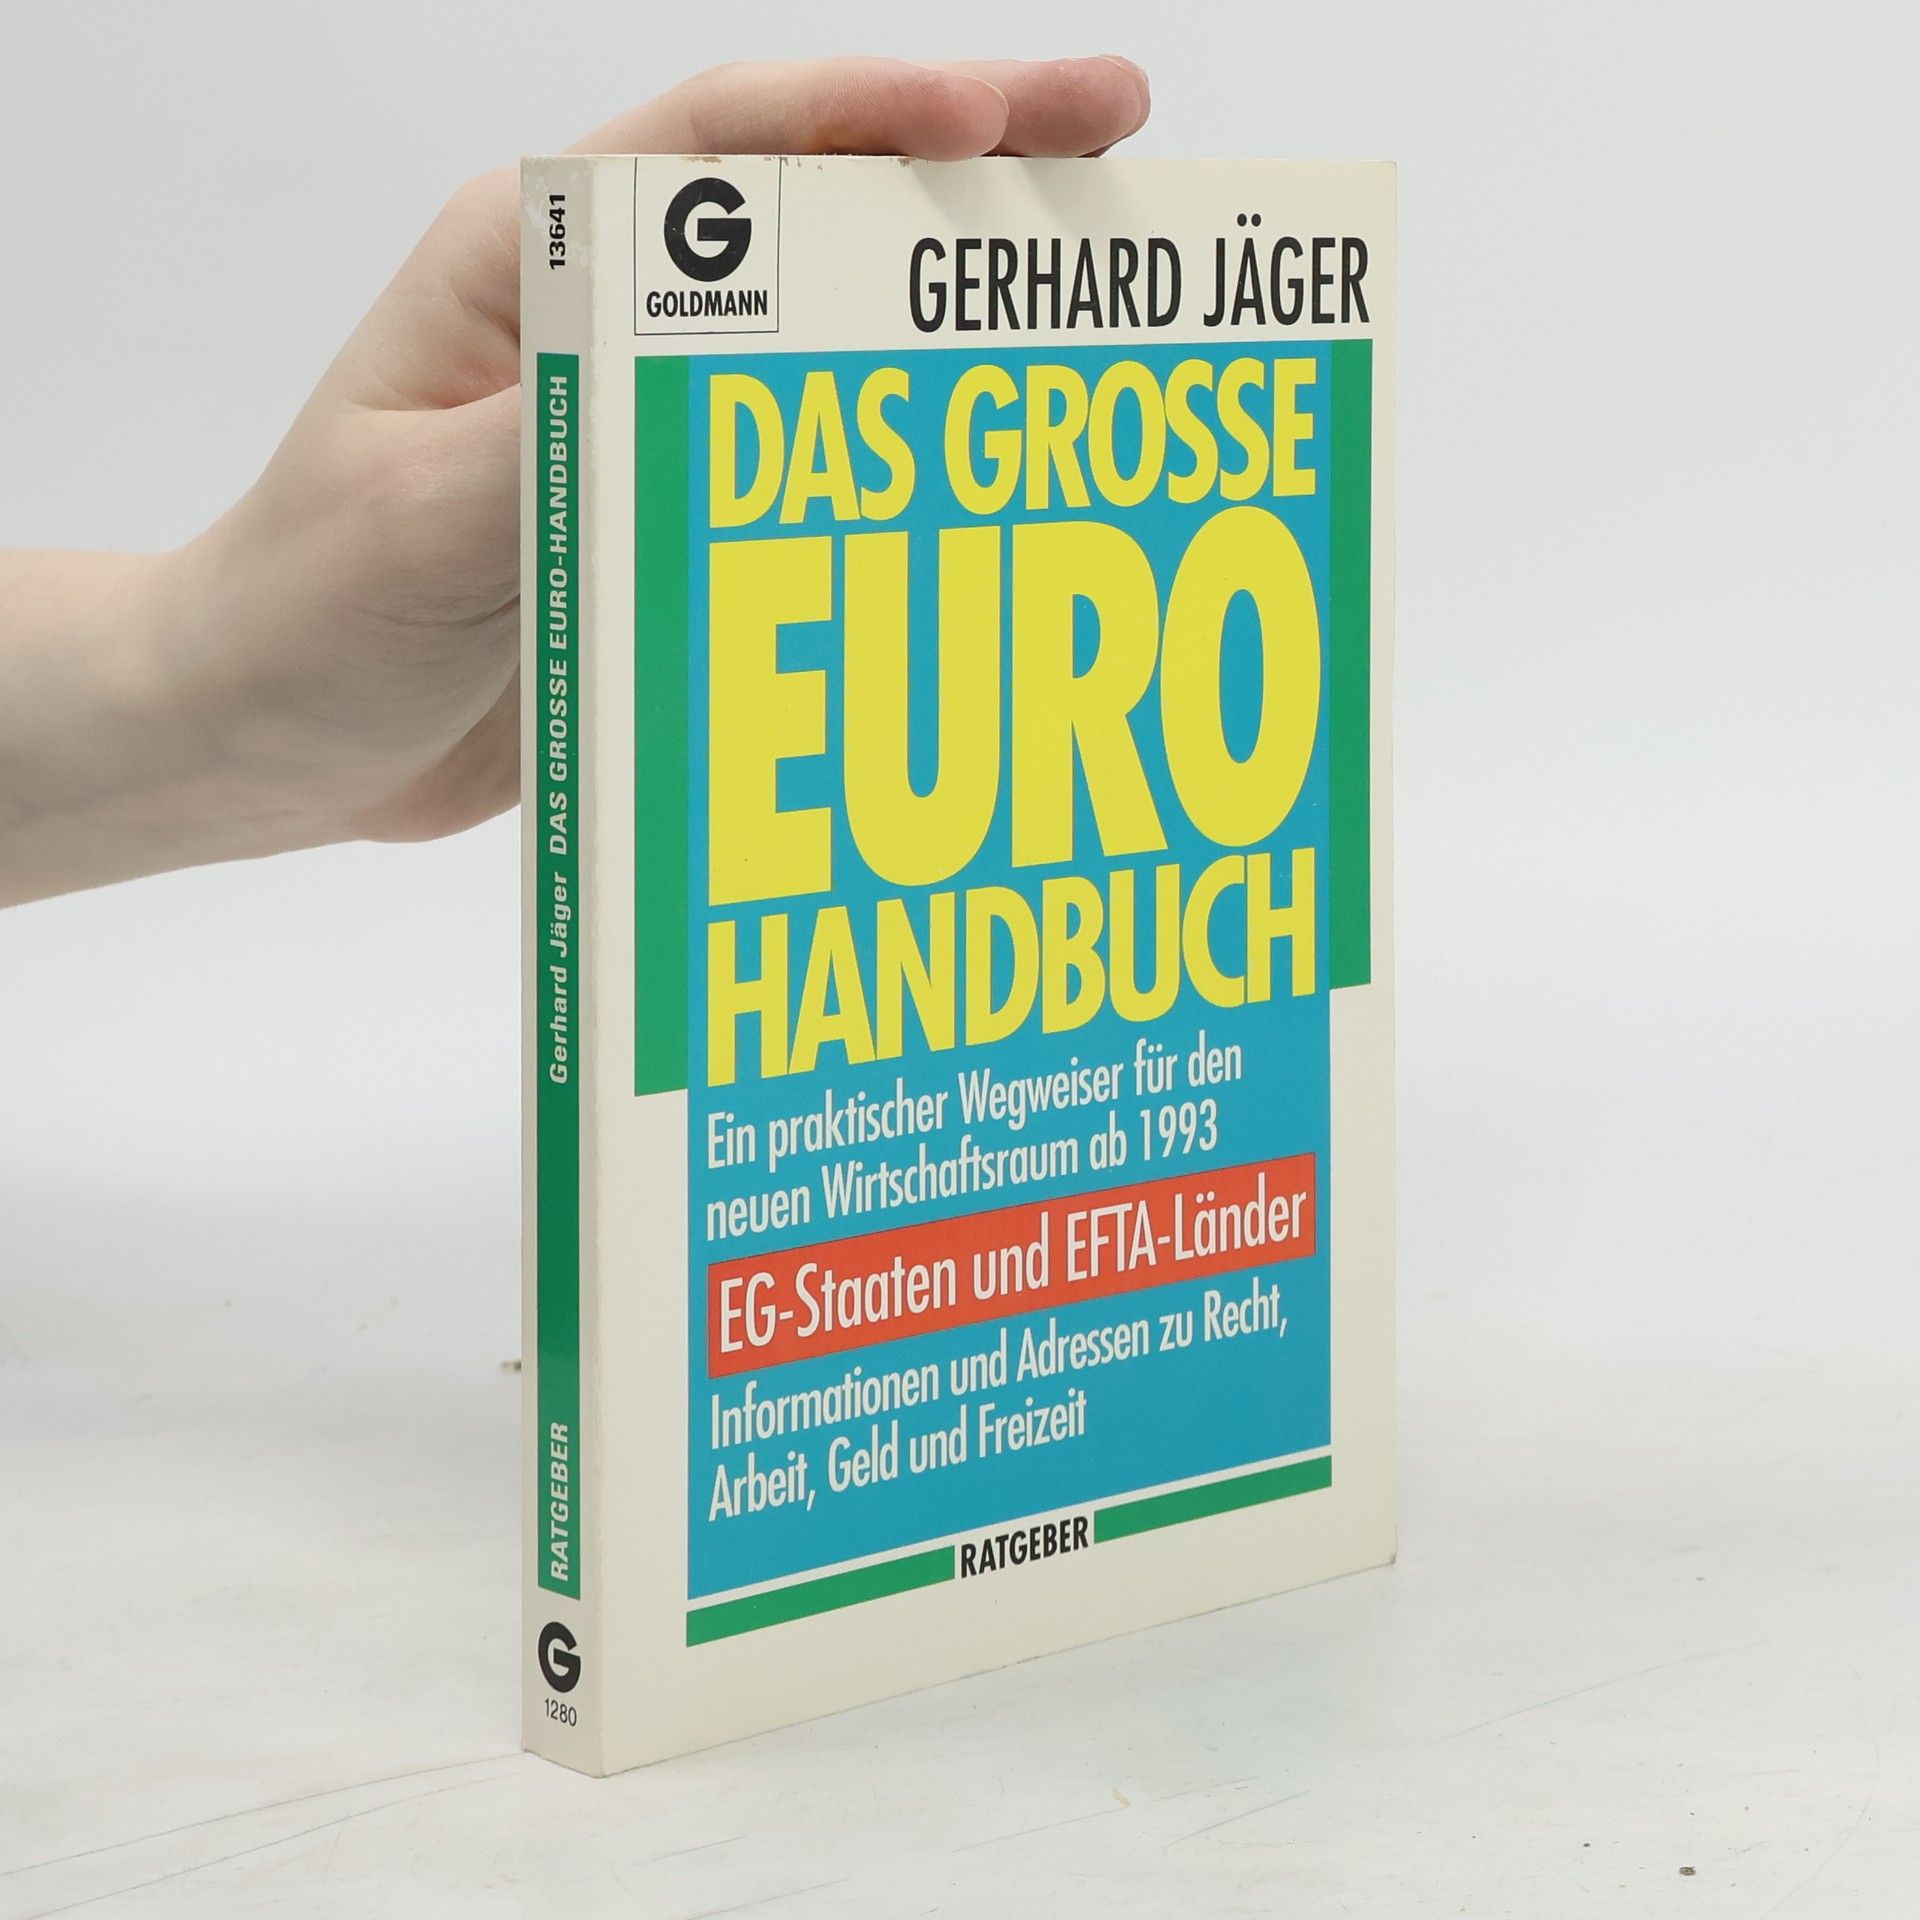 13641
Gerhard Jäger DAS GROSSE EURO-HANDBUCH
RATGEBER
G
1280
G
GOLDMANN
GERHARD JÄGER
DAS GROSSE
EURO
HANDBUCH
Ein praktischer Wegweiser für den
neuen Wirtschaftsraum ab 1993
EG-Staaten und EFTA-Länder
Informationen und Adressen zu Recht,
Arbeit, Geld und Freizeit
RATGEBER